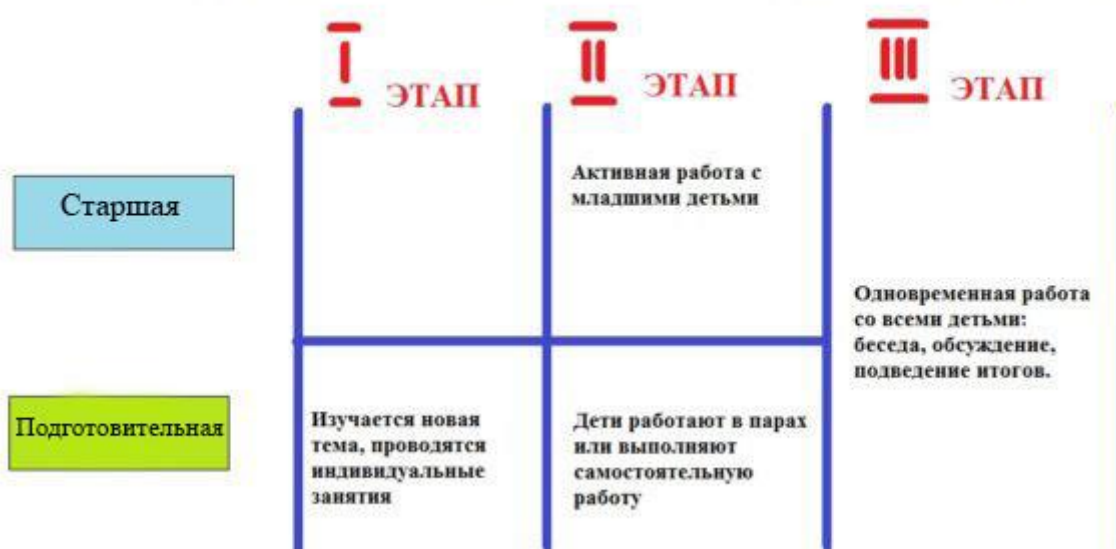 I ЭТАП
II ЭТАП
III ЭТАП
Старшая
Активная работа с
младшими детьми
Одновременная работа
со всеми детьми:
беседа, обсуждение,
подведение итогов.
Подготовительная
Изучается новая
тема, проводятся
индивидуальные
занятия
Дети работают в парах
или выполняют
самостоятельную
работу